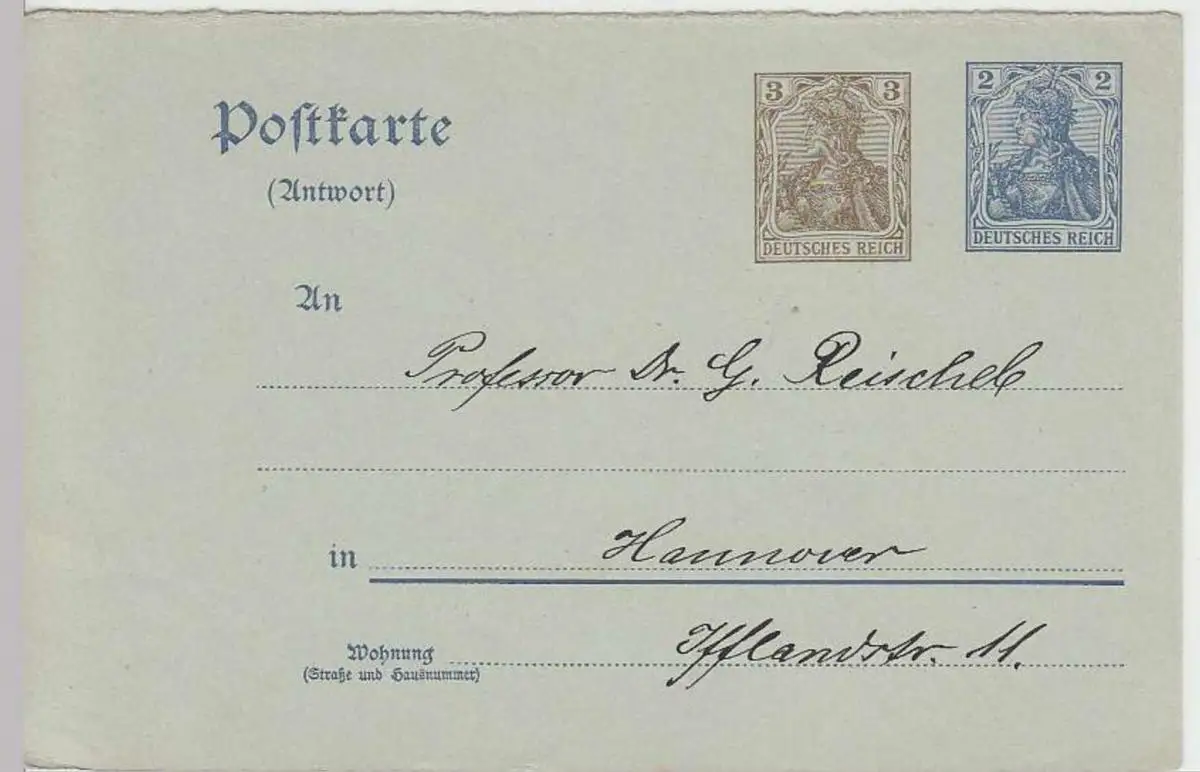 3 3
DEUTSCHES REICH
2 2
DEUTSCHES REICH
Postkarte
(Antwort)
An
Professor Dr. G. Reischel
in Hannover
Wohnung Ifflandstr. 11.
(Straße und Hausnummer)